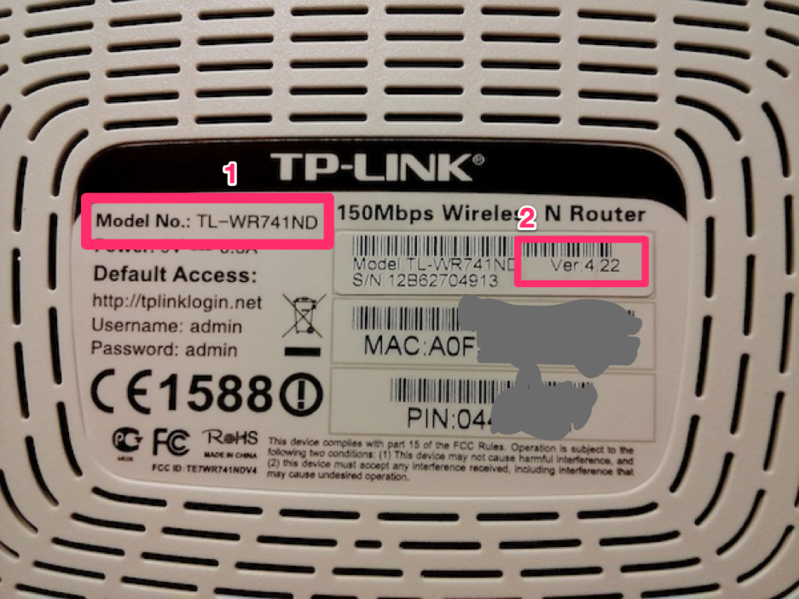 1
TP-LINK®
Model No.: TL-WR741ND
150Mbps Wireless N Router
2
Model:TL-WR741ND Ver:4.22
S/N:12B62704913
Default Access:
http://tplinklogin.net
Username: admin
Password: admin
MAC:A0F
PIN:044
CE1588
FC
RoHS
MADE IN CHINA
FCC ID: TE7WR741NDV4
This device complies with part 15 of the FCC Rules. Operation is subject to the
following two conditions: (1) This device may not cause harmful interference, and
(2) this device must accept any interference received, including interference that
may cause undesired operation.